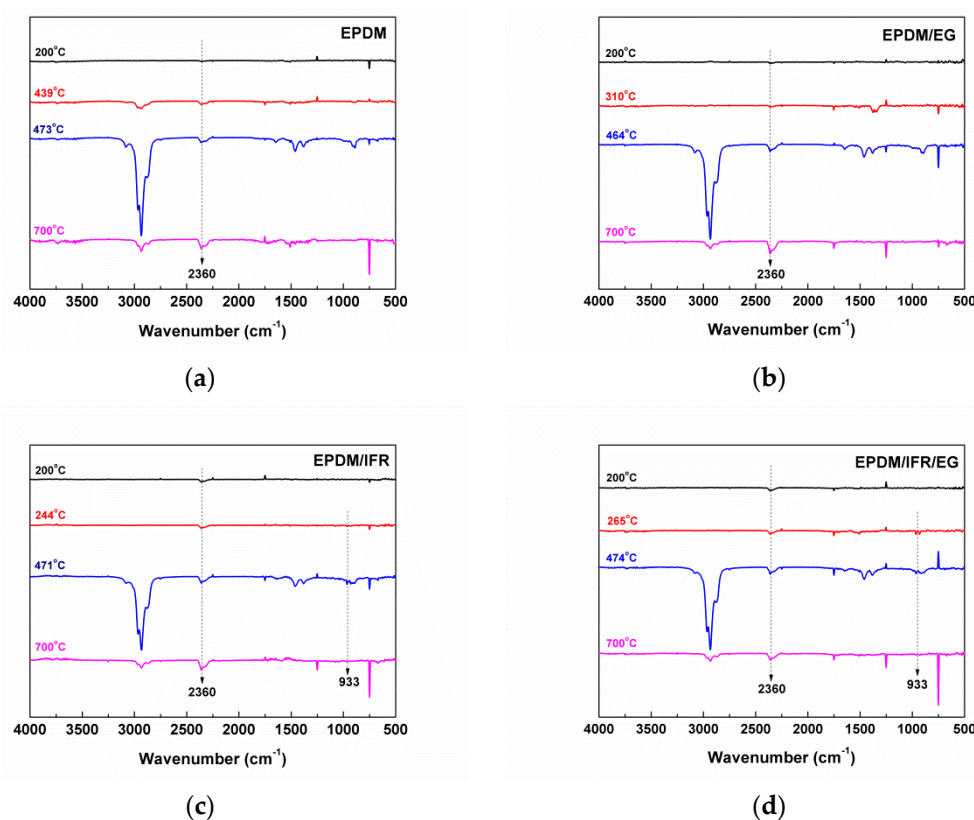 EPDM
200°C
439°C
473°C
700°C
2360
4000 3500 3000 2500 2000 1500 1000 500
Wavenumber (cm⁻¹)
(a)
EPDM/EG
200°C
310°C
464°C
700°C
2360
4000 3500 3000 2500 2000 1500 1000 500
Wavenumber (cm⁻¹)
(b)
EPDM/IFR
200°C
244°C
471°C
700°C
2360
933
4000 3500 3000 2500 2000 1500 1000 500
Wavenumber (cm⁻¹)
(c)
EPDM/IFR/EG
200°C
265°C
474°C
700°C
2360
933
4000 3500 3000 2500 2000 1500 1000 500
Wavenumber (cm⁻¹)
(d)